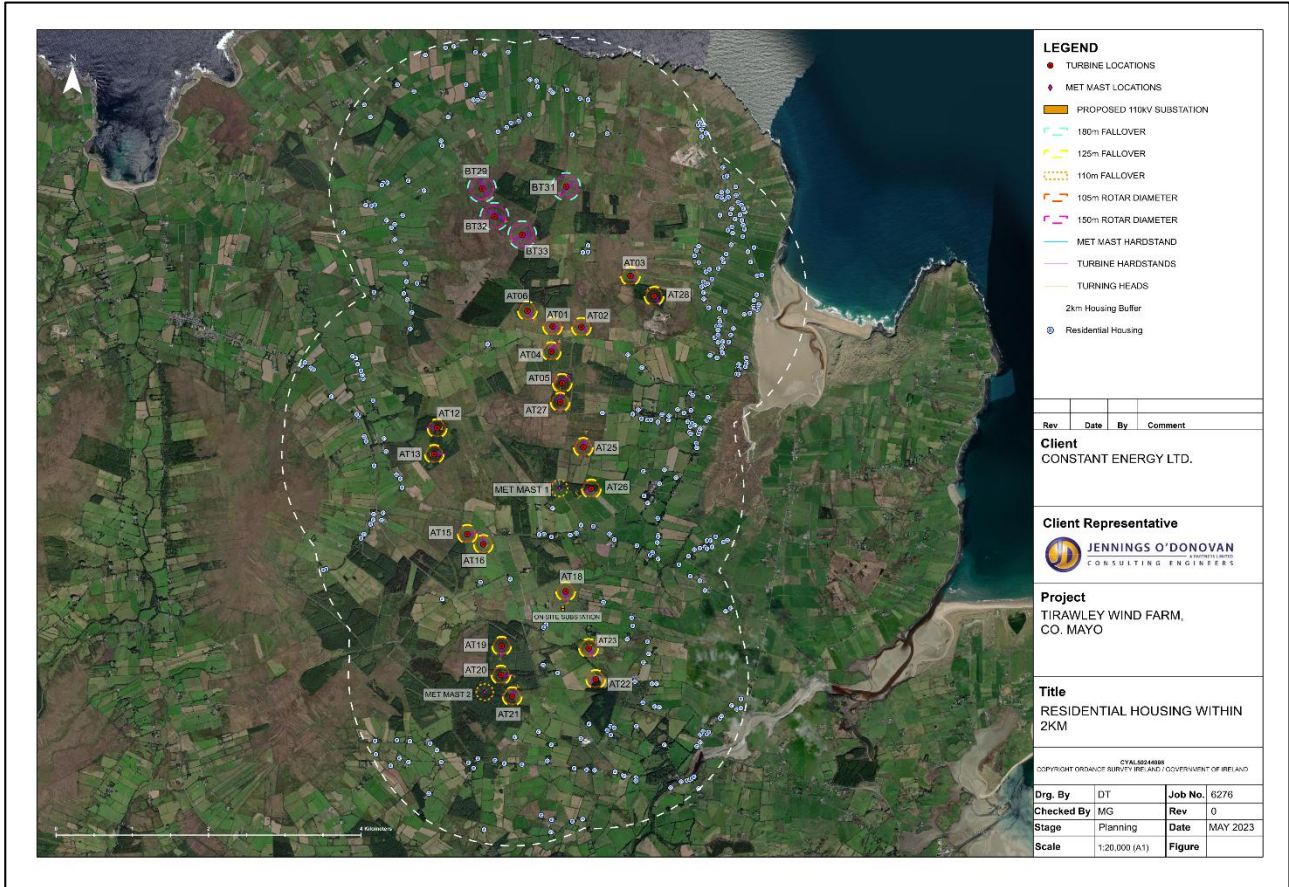 N
BT29
BT31
BT32
BT33
AT03
AT28
AT06
AT01
AT02
AT04
AT05
AT27
AT12
AT13
AT25
MET MAST 1
AT26
AT15
AT16
AT18
ON-SITE SUBSTATION
AT19
AT23
AT20
AT22
MET MAST 2
AT21
0 1 2 4 Kilometers
LEGEND
TURBINE LOCATIONS
MET MAST LOCATIONS
PROPOSED 110kV SUBSTATION
180m FALLOVER
125m FALLOVER
110m FALLOVER
105m ROTAR DIAMETER
150m ROTAR DIAMETER
MET MAST HARDSTAND
TURBINE HARDSTANDS
TURNING HEADS
2km Housing Buffer
Residential Housing
Rev Date By Comment
Client
CONSTANT ENERGY LTD.
Client Representative
JENNINGS O'DONOVAN
& PARTNERS LIMITED
CONSULTING ENGINEERS
Project
TIRAWLEY WIND FARM,
CO. MAYO
Title
RESIDENTIAL HOUSING WITHIN
2KM
COPYRIGHT ORDANCE SURVEY IRELAND / GOVERNMENT OF IRELAND
Drg. By DT Job No. 6276
Checked By MG Rev 0
Stage Planning Date MAY 2023
Scale 1:20,000 (A1) Figure